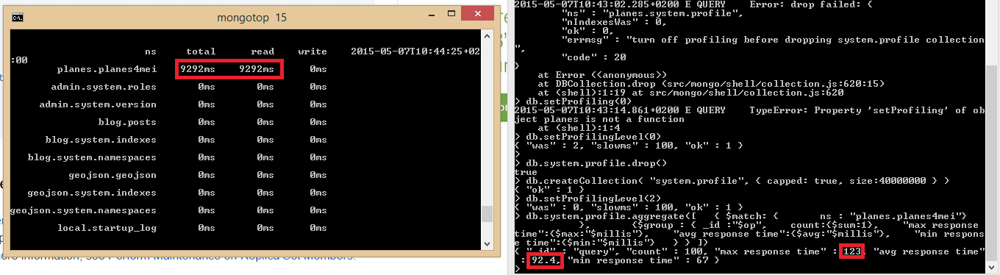 mongotop 15
ns total read write 2015-05-07T10:44:25+02
:00
planes.planes4mei 9292ms 9292ms 0ms
admin.system.roles 0ms 0ms 0ms
admin.system.version 0ms 0ms 0ms
blog.posts 0ms 0ms 0ms
blog.system.indexes 0ms 0ms 0ms
blog.system.namespaces 0ms 0ms 0ms
geojson.geojson 0ms 0ms 0ms
geojson.system.indexes 0ms 0ms 0ms
geojson.system.namespaces 0ms 0ms 0ms
local.startup_log 0ms 0ms 0ms
2015-05-07T10:43:02.285+0200 E QUERY Error: drop failed: {
"ns" : "planes.system.profile",
"nIndexesWas" : 0,
"ok" : 0,
"errmsg" : "turn off profiling before dropping system.profile collection
",
"code" : 20
}
at Error (<anonymous>)
at DBCollection.drop (src/mongo/shell/collection.js:620:15)
at (shell):1:19 at src/mongo/shell/collection.js:620
> db.setProfiling(0)
2015-05-07T10:43:14.861+0200 E QUERY TypeError: Property 'setProfiling' of ob
ject planes is not a function
at (shell):1:4
> db.setProfilingLevel(0)
{ "was" : 2, "slowms" : 100, "ok" : 1 }
>
> db.system.profile.drop()
true
> db.createCollection( "system.profile", { capped: true, size:40000000 } )
{ "ok" : 1 }
> db.setProfilingLevel(2)
{ "was" : 0, "slowms" : 100, "ok" : 1 }
> db.system.profile.aggregate([ { $match: { ns : "planes.planes4mei"}
}, {$group : { _id :"$op", count:{$sum:1}, "max response
time":{$max:"$millis"}, "avg response time":{$avg:"$millis"}, "min respons
e time":{$min:"$millis" } } ])
{ "_id" : "query", "count" : 100, "max response time" : 123, "avg response time"
: 92.4, "min response time" : 67 }
>